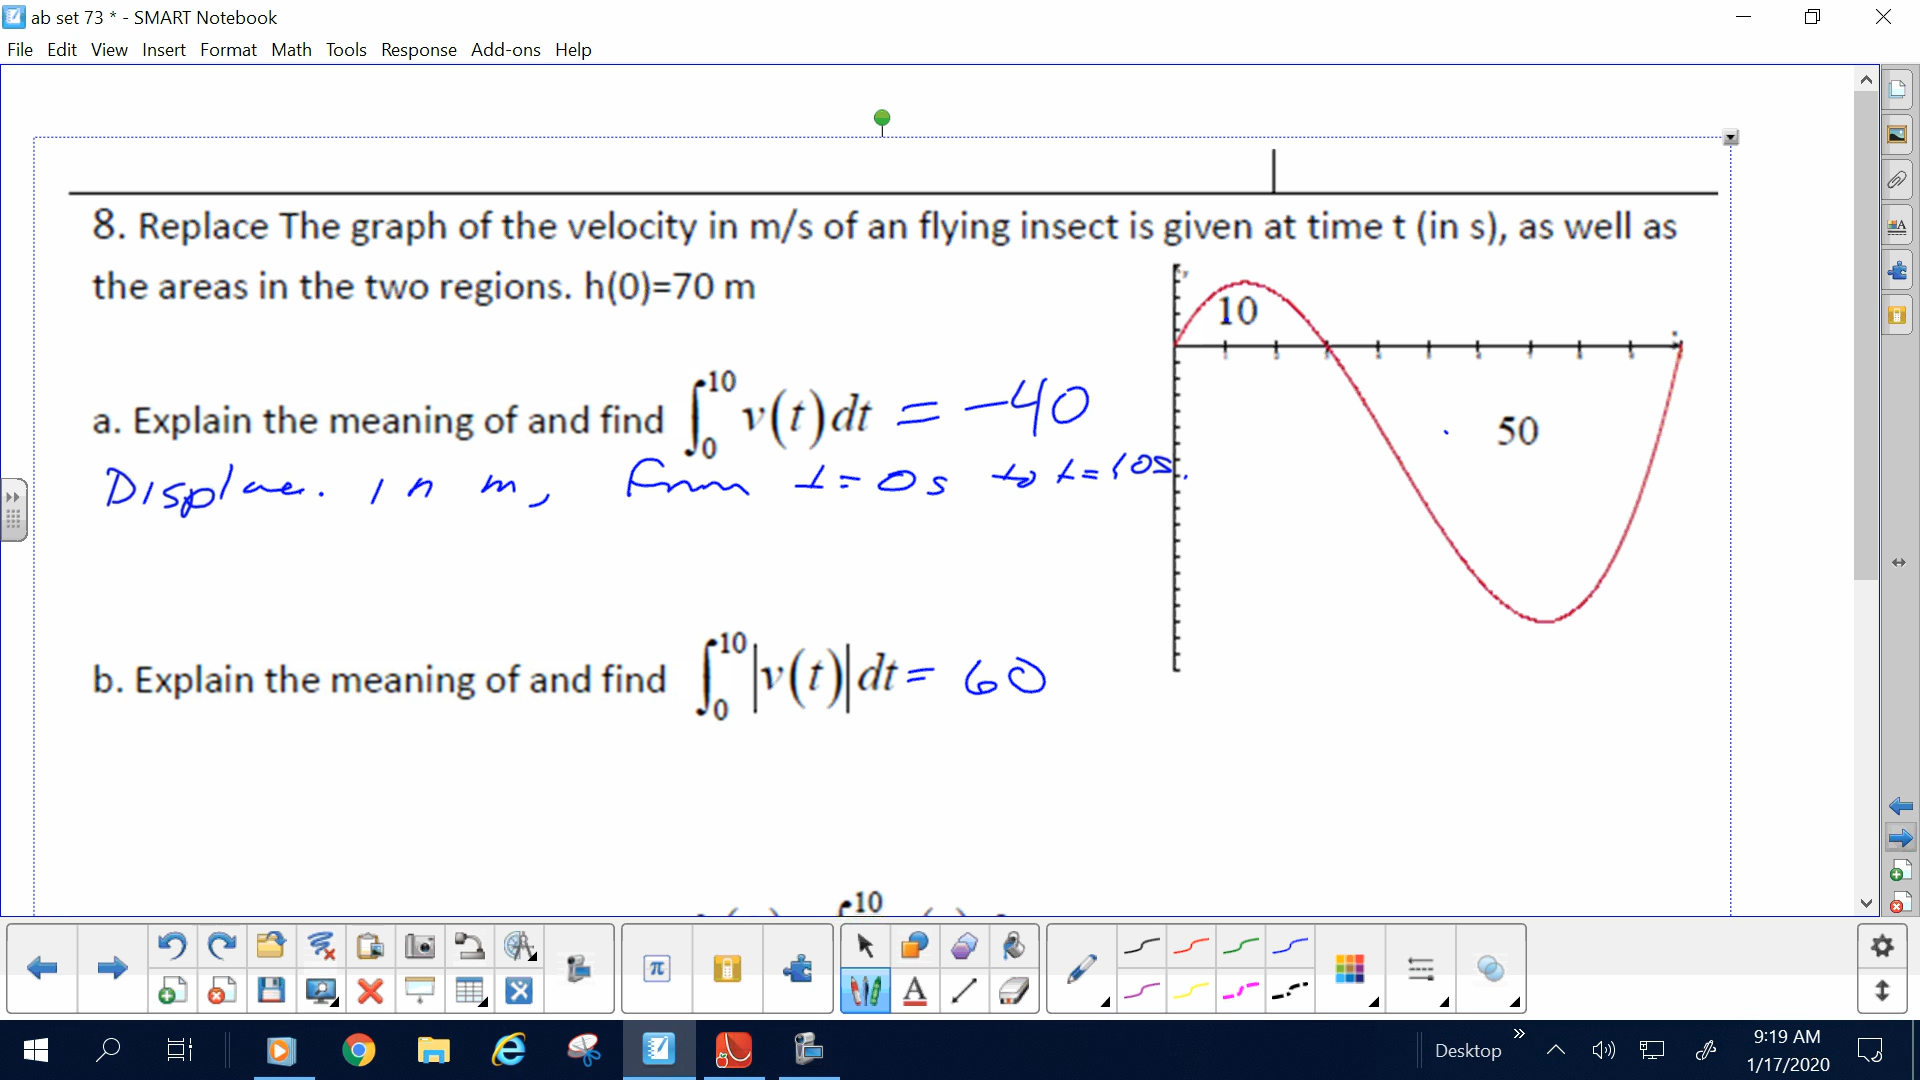 ab set 73 * - SMART Notebook
File Edit View Insert Format Math Tools Response Add-ons Help
8. Replace The graph of the velocity in m/s of an flying insect is given at time t (in s), as well as
the areas in the two regions. h(0)=70 m
10
50
a. Explain the meaning of and find ∫₀¹⁰ v(t)dt = -40
Displace. in m, from t=0s to t=10s.
b. Explain the meaning of and find ∫₀¹⁰ |v(t)|dt = 60
10
Desktop
9:19 AM
1/17/2020